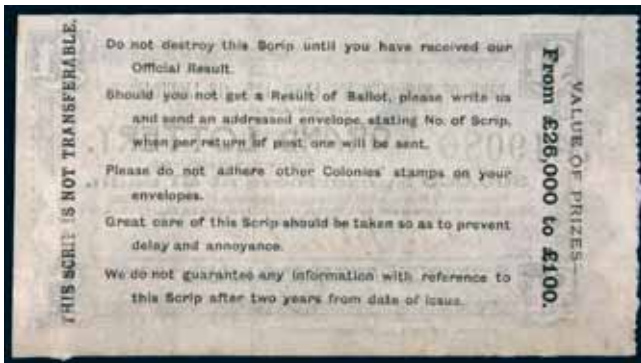 THIS SCRIP IS NOT TRANSFERABLE.
Do not destroy this Scrip until you have received our
Official Result.
Should you not get a Result of Ballot, please write us
and send an addressed envelope, stating No. of Scrip,
when per return of post one will be sent.
Please do not adhere other Colonies' stamps on your
envelopes.
Great care of this Scrip should be taken so as to prevent
delay and annoyance.
We do not guarantee any information with reference to
this Scrip after two years from date of issue.
VALUE OF PRIZES—
From £26,000 to £100.